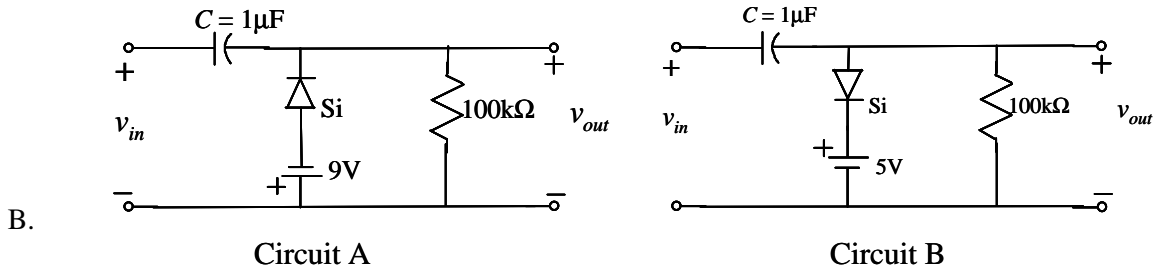 C = 1μF
+
Si
100kΩ
v_in
v_out
+
9V
+
−
−
Circuit A
C = 1μF
+
+
Si
100kΩ
v_in
v_out
+
5V
−
−
Circuit B
B.